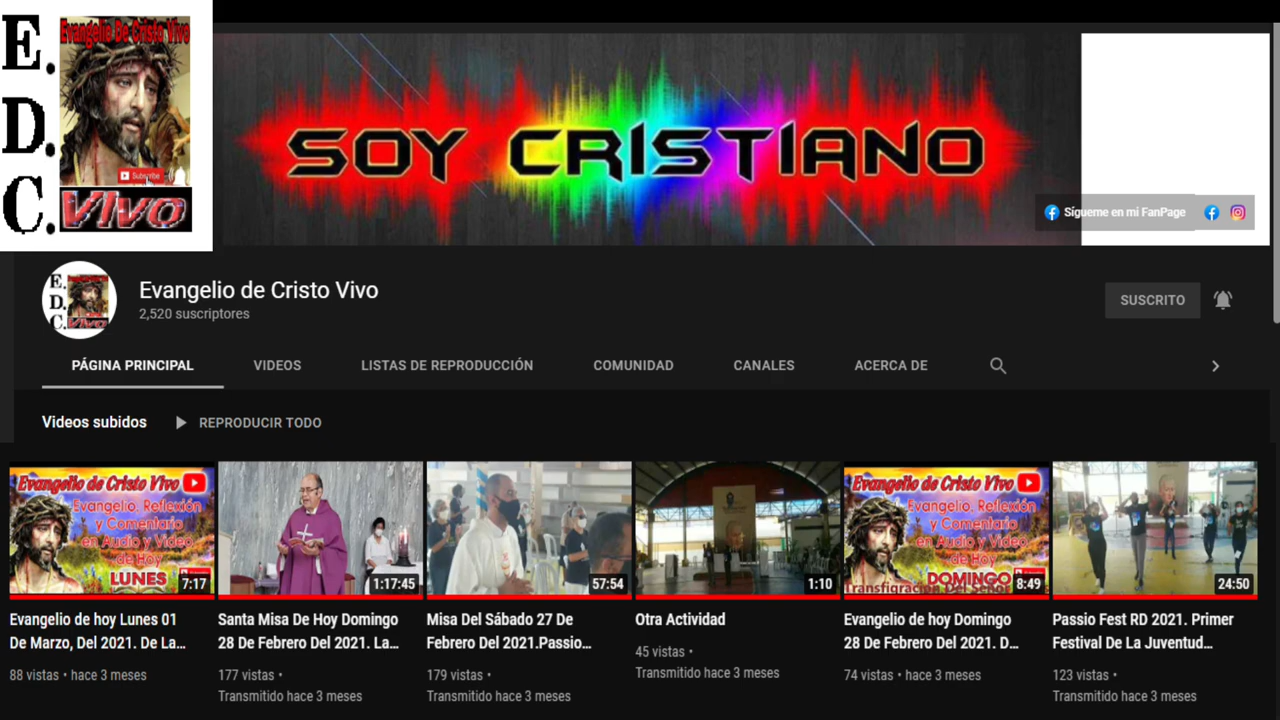 E.
D.
C.
Evangelio De Cristo Vivo
Subscribe
Vivo
SOY CRISTIANO
Sígueme en mi FanPage
E.
D.
C.
Vivo
Evangelio de Cristo Vivo
2,520 suscriptores
SUSCRITO
PÁGINA PRINCIPAL
VIDEOS
LISTAS DE REPRODUCCIÓN
COMUNIDAD
CANALES
ACERCA DE
Videos subidos
REPRODUCIR TODO
Evangelio de Cristo Vivo
Evangelio, Reflexión
y Comentario
en Audio y Video
de Hoy
LUNES
7:17
1:17:45
57:54
1:10
Evangelio de Cristo Vivo
Evangelio, Reflexión
y Comentario
en Audio y Video
de Hoy
DOMINGO
8:49
Transfigracion Del Señor
24:50
Evangelio de hoy Lunes 01
De Marzo, Del 2021. De La...
88 vistas • hace 3 meses
Santa Misa De Hoy Domingo
28 De Febrero Del 2021. La...
177 vistas •
Transmitido hace 3 meses
Misa Del Sábado 27 De
Febrero Del 2021.Passio...
179 vistas •
Transmitido hace 3 meses
Otra Actividad
45 vistas •
Transmitido hace 3 meses
Evangelio de hoy Domingo
28 De Febrero Del 2021. D...
74 vistas • hace 3 meses
Passio Fest RD 2021. Primer
Festival De La Juventud...
123 vistas •
Transmitido hace 3 meses